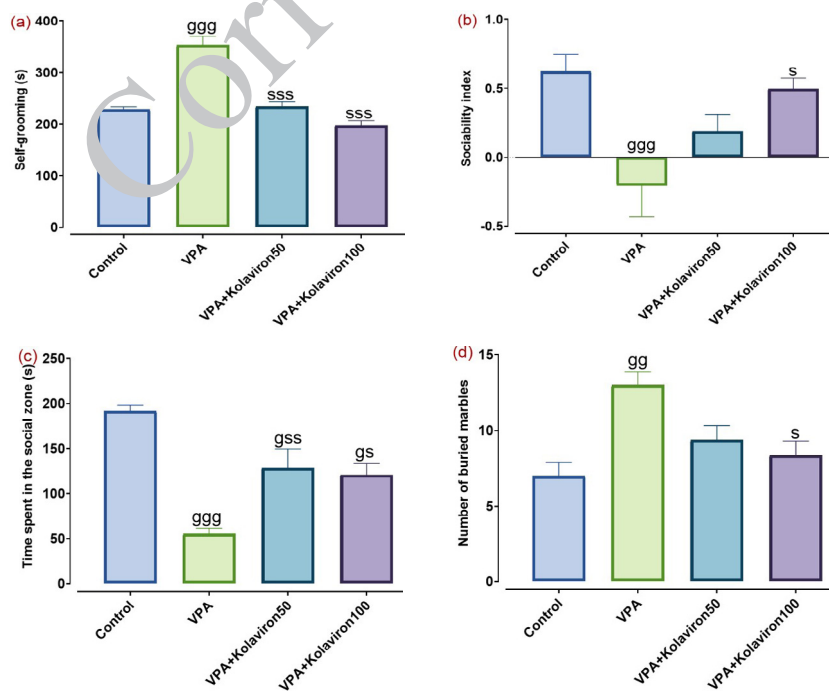 (a)
400
300
200
100
0
Self-grooming (s)
ggg
sss
sss
Control
VPA
VPA+Kolaviron50
VPA+Kolaviron100
(b)
1.0
0.5
0.0
-0.5
Sociability index
ggg
s
Control
VPA
VPA+Kolaviron50
VPA+Kolaviron100
(c)
250
200
150
100
50
0
Time spent in the social zone (s)
ggg
gss
gs
Control
VPA
VPA+Kolaviron50
VPA+Kolaviron100
(d)
15
10
5
0
Number of buried marbles
gg
s
Control
VPA
VPA+Kolaviron50
VPA+Kolaviron100